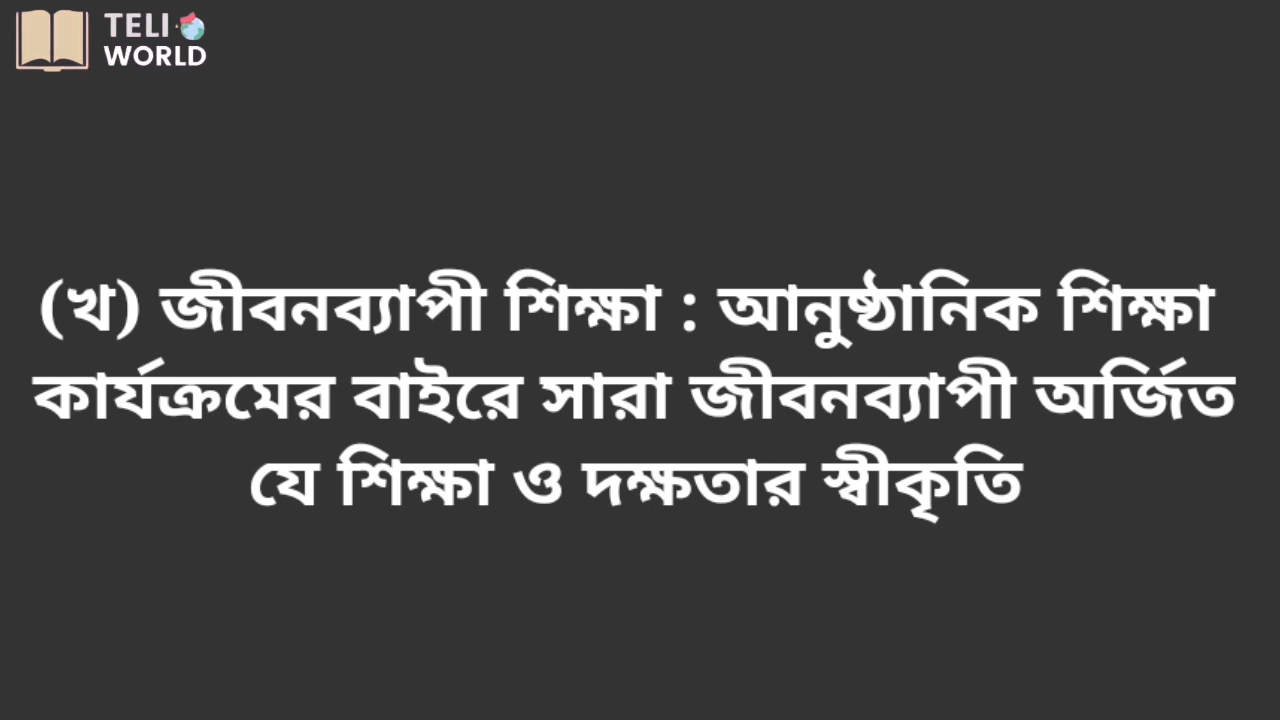 TELI
WORLD
(খ) জীবনব্যাপী শিক্ষা : আনুষ্ঠানিক শিক্ষা
কার্যক্রমের বাইরে সারা জীবনব্যাপী অর্জিত
যে শিক্ষা ও দক্ষতার স্বীকৃতি